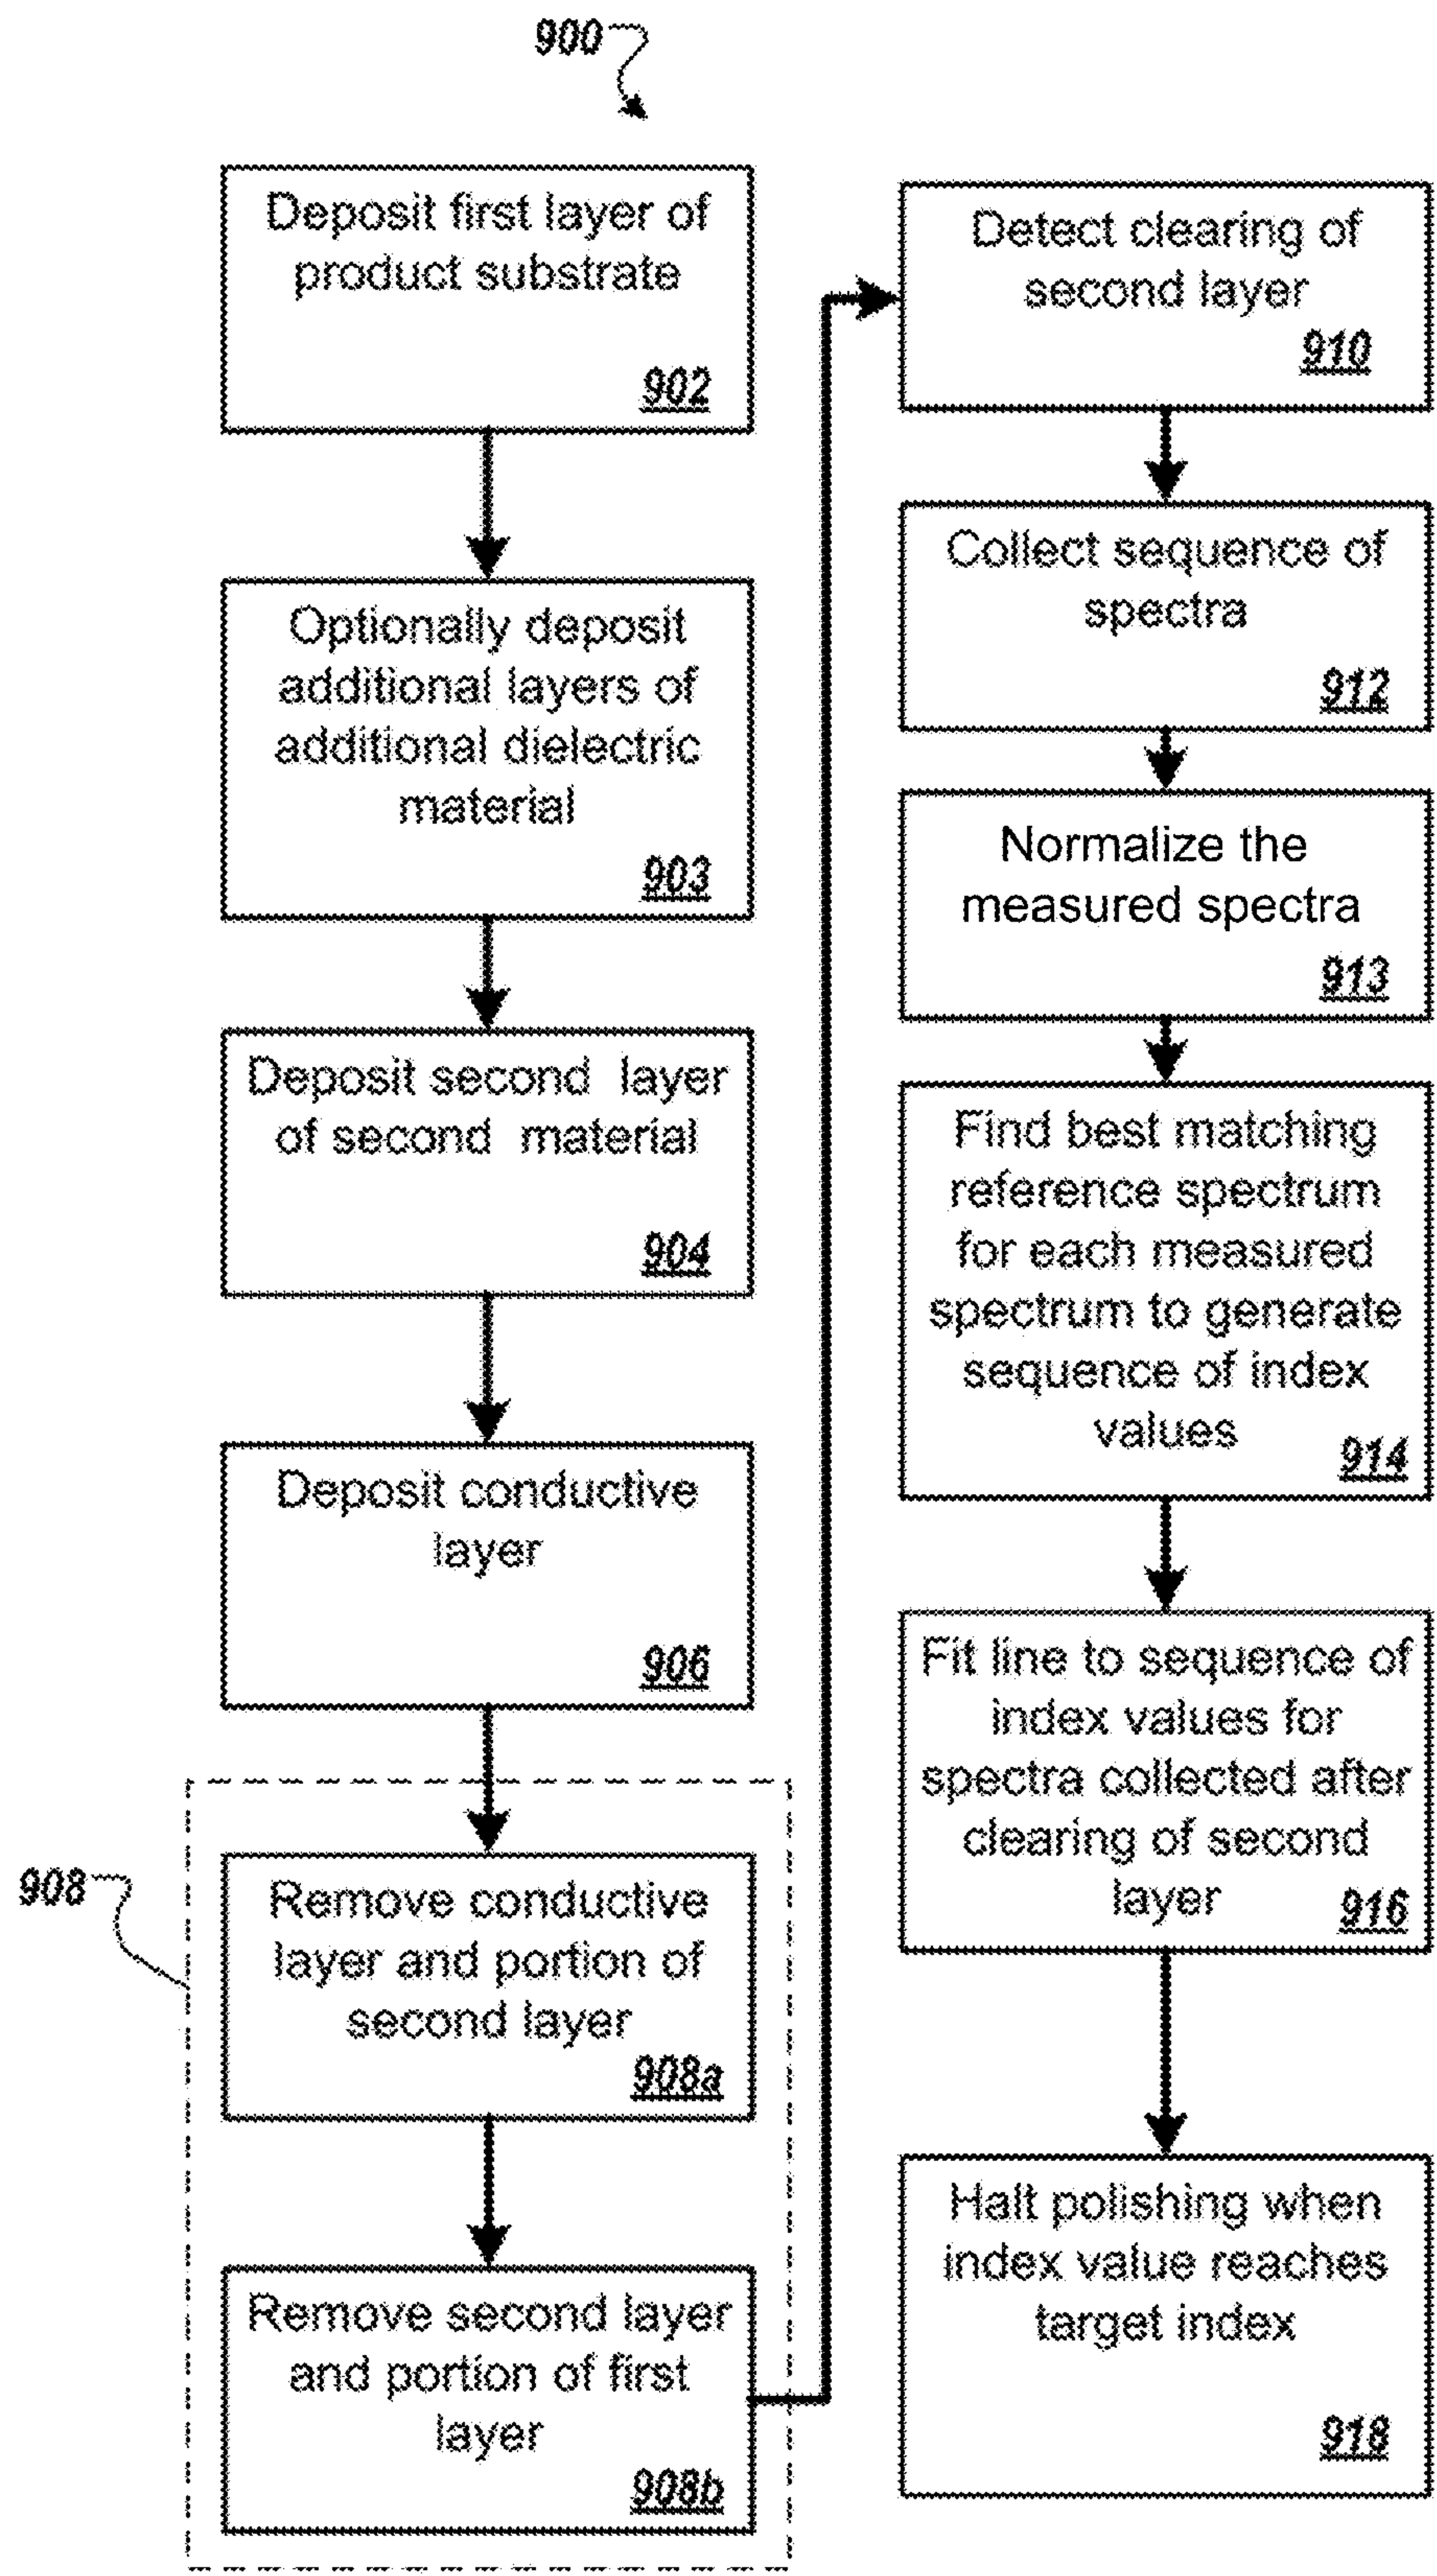 900
Deposit first layer of
product substrate
902
Optionally deposit
additional layers of
additional dielectric
material
903
Deposit second layer
of second material
904
Deposit conductive
layer
906
908
Remove conductive
layer and portion of
second layer
908a
Remove second layer
and portion of first
layer
908b
Detect clearing of
second layer
910
Collect sequence of
spectra
912
Normalize the
measured spectra
913
Find best matching
reference spectrum
for each measured
spectrum to generate
sequence of index
values
914
Fit line to sequence of
index values for
spectra collected after
clearing of second
layer
916
Halt polishing when
index value reaches
target index
918